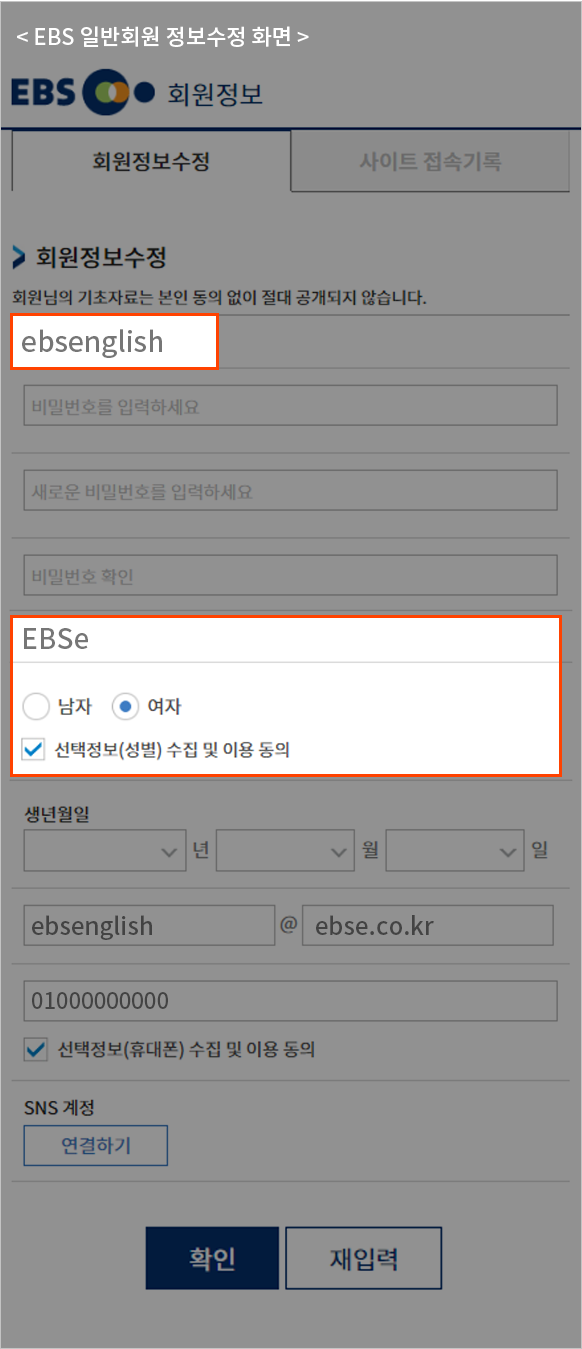 < EBS 일반회원 정보수정 화면 >
EBS 회원정보
회원정보수정 사이트 접속기록
회원정보수정
회원님의 기초자료는 본인 동의 없이 절대 공개되지 않습니다.
ebsenglish
비밀번호를 입력하세요
새로운 비밀번호를 입력하세요
비밀번호 확인
EBSe
남자 여자
선택정보(성별) 수집 및 이용 동의
생년월일
년 월 일
ebsenglish @ ebse.co.kr
01000000000
선택정보(휴대폰) 수집 및 이용 동의
SNS 계정
연결하기
확인 재입력